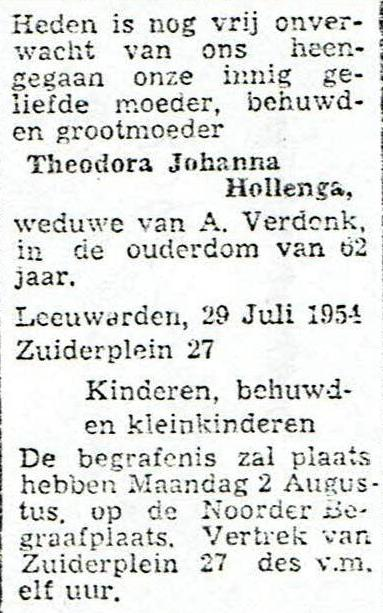 Heden is nog vrij onver-
wacht van ons heen-
gegaan onze innig ge-
liefde moeder, behuwd-
en grootmoeder
Theodora Johanna
Hollenga,
weduwe van A. Verdonk,
in de ouderdom van 62
jaar.
Leeuwarden, 29 Juli 1954
Zuiderplein 27
Kinderen, behuwd-
en kleinkinderen
De begrafenis zal plaats
hebben Maandag 2 Augus-
tus, op de Noorder Be-
graafplaats. Vertrek van
Zuiderplein 27 des v.m.
elf uur.